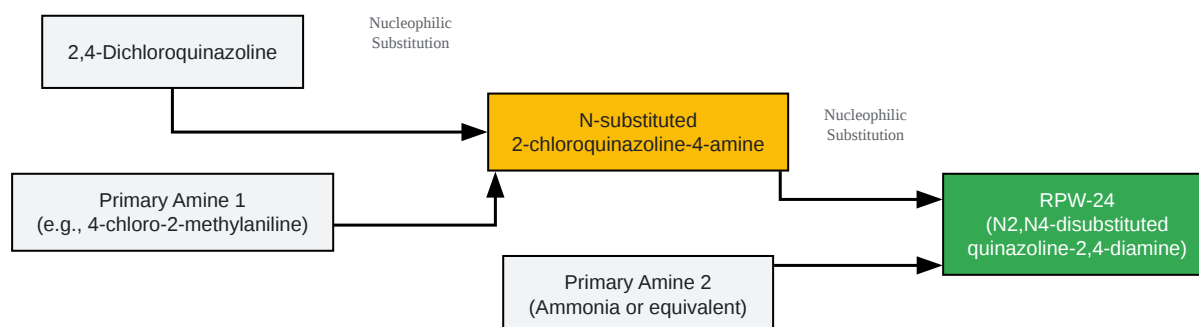 2,4-Dichloroquinazoline
Nucleophilic
Substitution
N-substituted
2-chloroquinazoline-4-amine
Nucleophilic
Substitution
Primary Amine 1
(e.g., 4-chloro-2-methylaniline)
RPW-24
(N2,N4-disubstituted
quinazoline-2,4-diamine)
Primary Amine 2
(Ammonia or equivalent)